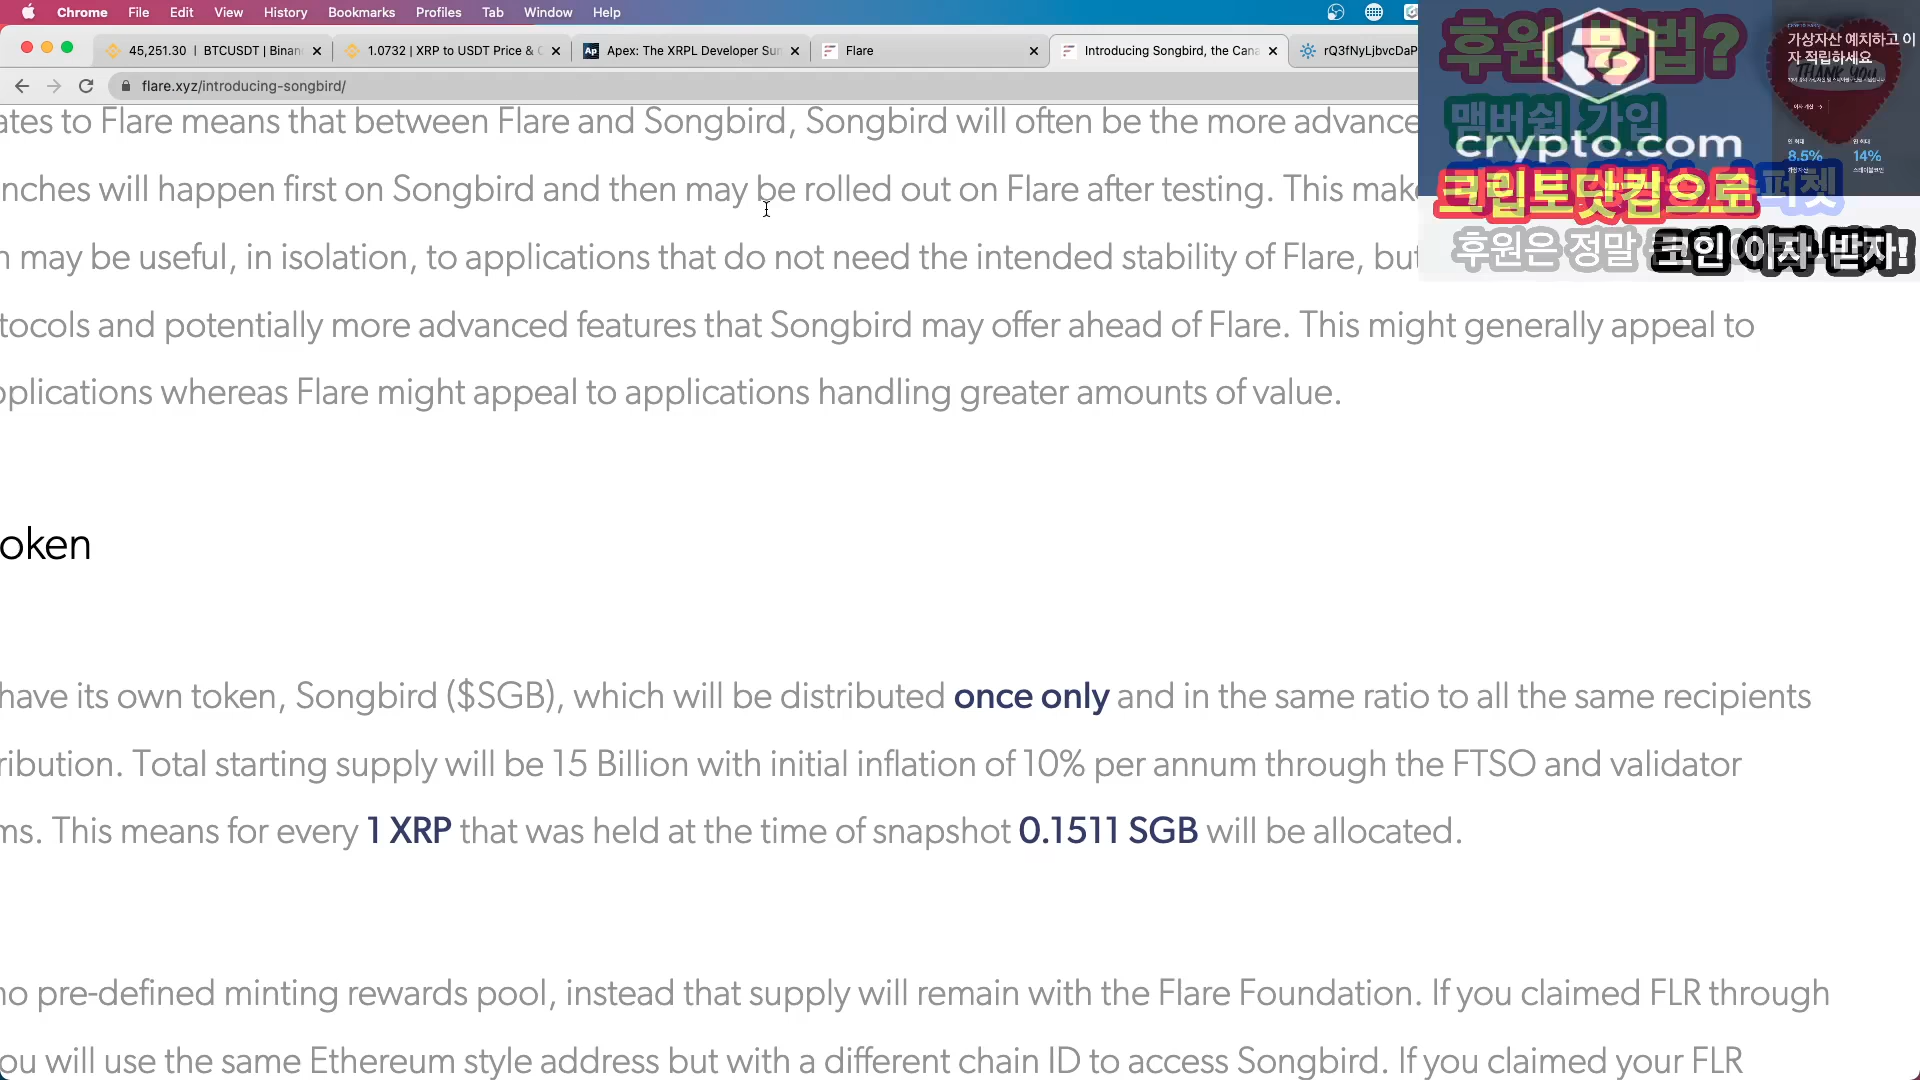 Chrome File Edit View History Bookmarks Profiles Tab Window Help
45,251.30 | BTCUSDT | Binan
1.0732 | XRP to USDT Price &
Apex: The XRPL Developer Sum
Flare
Introducing Songbird, the Cana
rQ3fNyLjbvcDaP
flare.xyz/introducing-songbird/
후원 방법?
가상자산 예치하고 이
자 적립하세요
THANK YOU
맴버쉽 가입
crypto.com
8.5%
14%
크립토닷컴으로 퍼쳇
후원은 정말
코인 이자 받자!
ates to Flare means that between Flare and Songbird, Songbird will often be the more advance
nches will happen first on Songbird and then may be rolled out on Flare after testing. This make
n may be useful, in isolation, to applications that do not need the intended stability of Flare, but
tocols and potentially more advanced features that Songbird may offer ahead of Flare. This might generally appeal to
pplications whereas Flare might appeal to applications handling greater amounts of value.
oken
have its own token, Songbird ($SGB), which will be distributed once only and in the same ratio to all the same recipients
ribution. Total starting supply will be 15 Billion with initial inflation of 10% per annum through the FTSO and validator
ms. This means for every 1 XRP that was held at the time of snapshot 0.1511 SGB will be allocated.
no pre-defined minting rewards pool, instead that supply will remain with the Flare Foundation. If you claimed FLR through
ou will use the same Ethereum style address but with a different chain ID to access Songbird. If you claimed your FLR